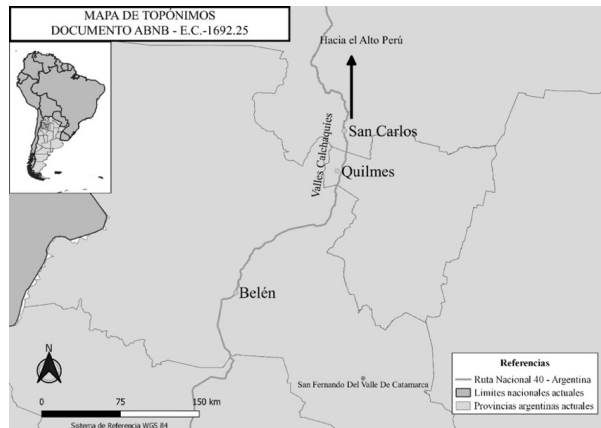 MAPA DE TOPÓNIMOS
DOCUMENTO ABNB - E.C.-1692.25
Hacia el Alto Perú
San Carlos
Valles Calchaquíes
Quilmes
Belén
San Fernando Del Valle De Catamarca
N
0 75 150 km
Sistema de Referencia WGS 84
Referencias
Ruta Nacional 40 - Argentina
Límites nacionales actuales
Provincias argentinas actuales